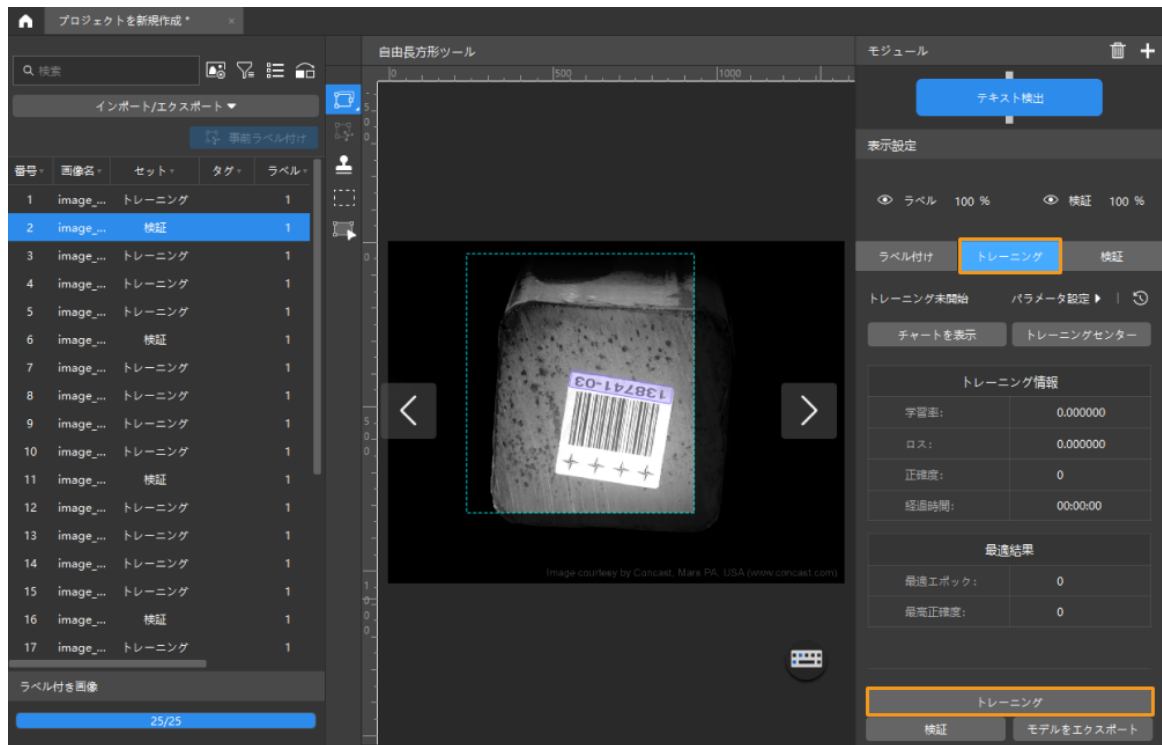 プロジェクトを新規作成 * ×
検索
インポート/エクスポート
事前ラベル付け
番号 画像名 セット タグ ラベル
1 image_... トレーニング 1
2 image_... 検証 1
3 image_... トレーニング 1
4 image_... トレーニング 1
5 image_... トレーニング 1
6 image_... 検証 1
7 image_... トレーニング 1
8 image_... トレーニング 1
9 image_... トレーニング 1
10 image_... トレーニング 1
11 image_... 検証 1
12 image_... トレーニング 1
13 image_... トレーニング 1
14 image_... トレーニング 1
15 image_... トレーニング 1
16 image_... 検証 1
17 image_... トレーニング 1
ラベル付き画像
25/25
自由長方形ツール
0 500 1000
5 0 0
0
5 0 0
1 0 0 0
138741-03
Image courtesy by Concast, Mars PA, USA (www.concast.com)
モジュール
テキスト検出
表示設定
ラベル 100 % 検証 100 %
ラベル付け トレーニング 検証
トレーニング未開始 パラメータ設定
チャートを表示 トレーニングセンター
トレーニング情報
学習率: 0.000000
ロス: 0.000000
正確度: 0
経過時間: 00:00:00
最適結果
最適エポック: 0
最高正確度: 0
トレーニング
検証 モデルをエクスポート